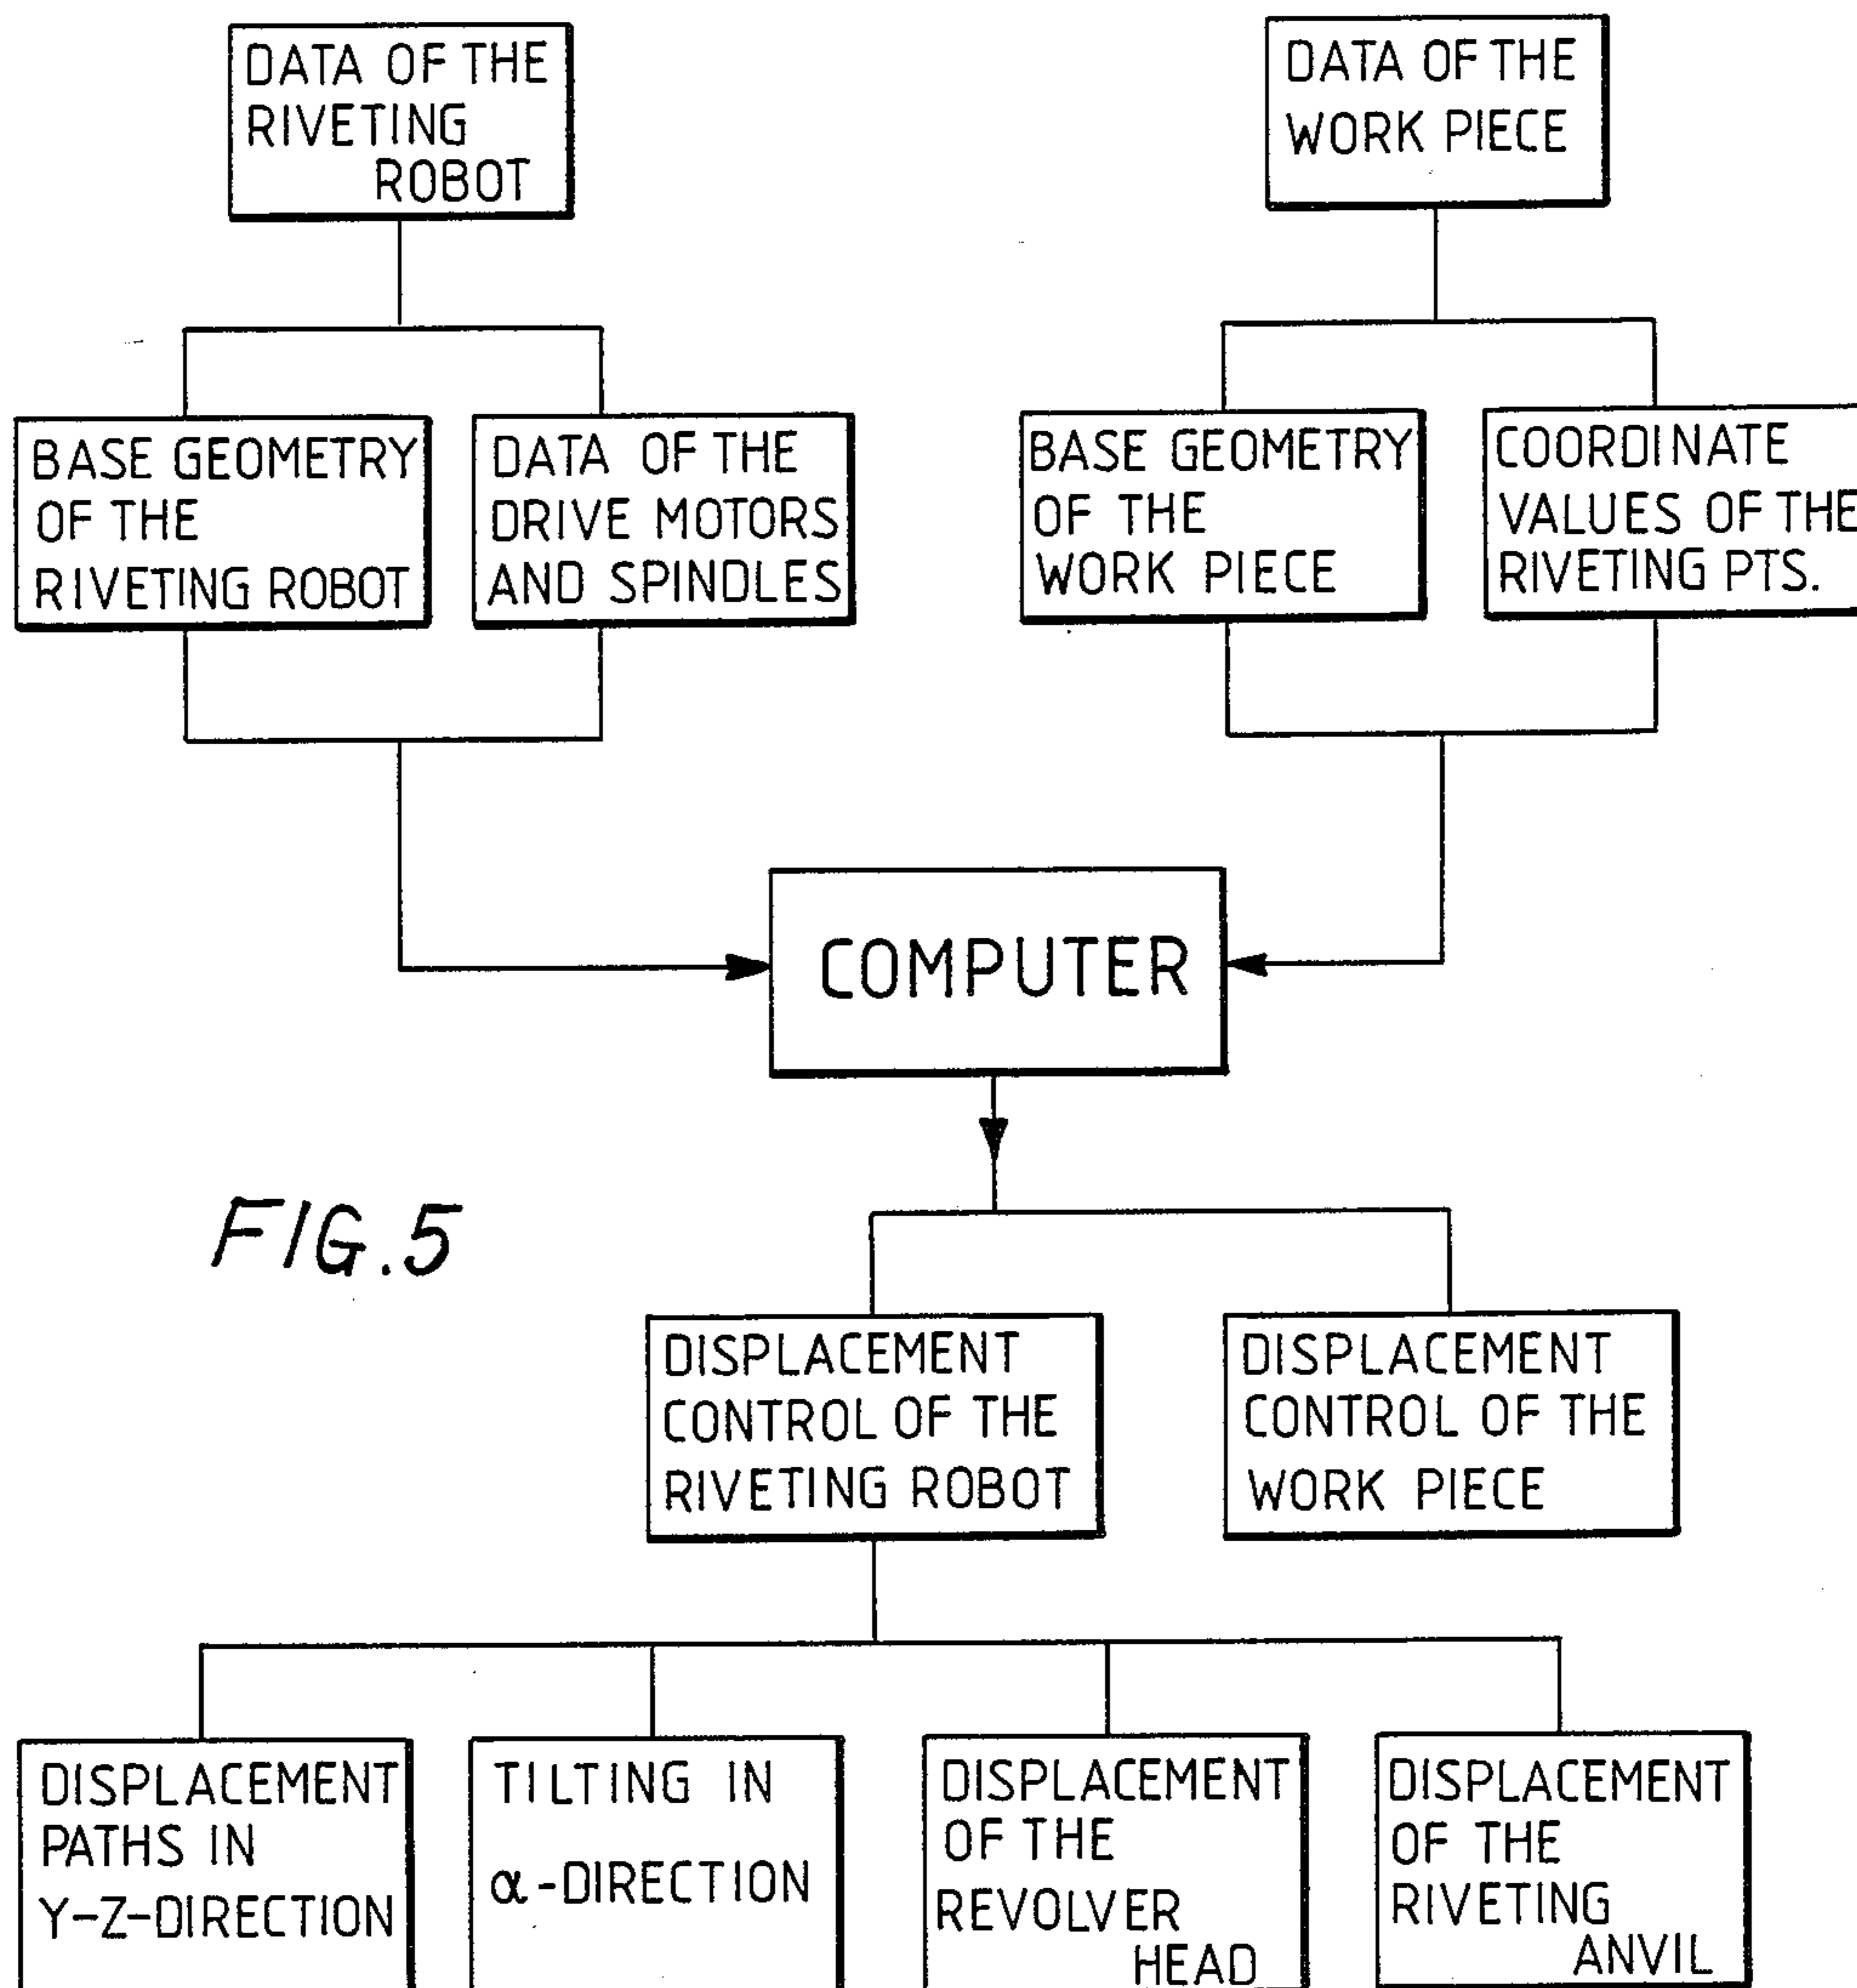 DATA OF THE
RIVETING
ROBOT
DATA OF THE
WORK PIECE
BASE GEOMETRY
OF THE
RIVETING ROBOT
DATA OF THE
DRIVE MOTORS
AND SPINDLES
BASE GEOMETRY
OF THE
WORK PIECE
COORDINATE
VALUES OF THE
RIVETING PTS.
COMPUTER
FIG.5
DISPLACEMENT
CONTROL OF THE
RIVETING ROBOT
DISPLACEMENT
CONTROL OF THE
WORK PIECE
DISPLACEMENT
PATHS IN
Y-Z-DIRECTION
TILTING IN
α-DIRECTION
DISPLACEMENT
OF THE
REVOLVER
HEAD
DISPLACEMENT
OF THE
RIVETING
ANVIL